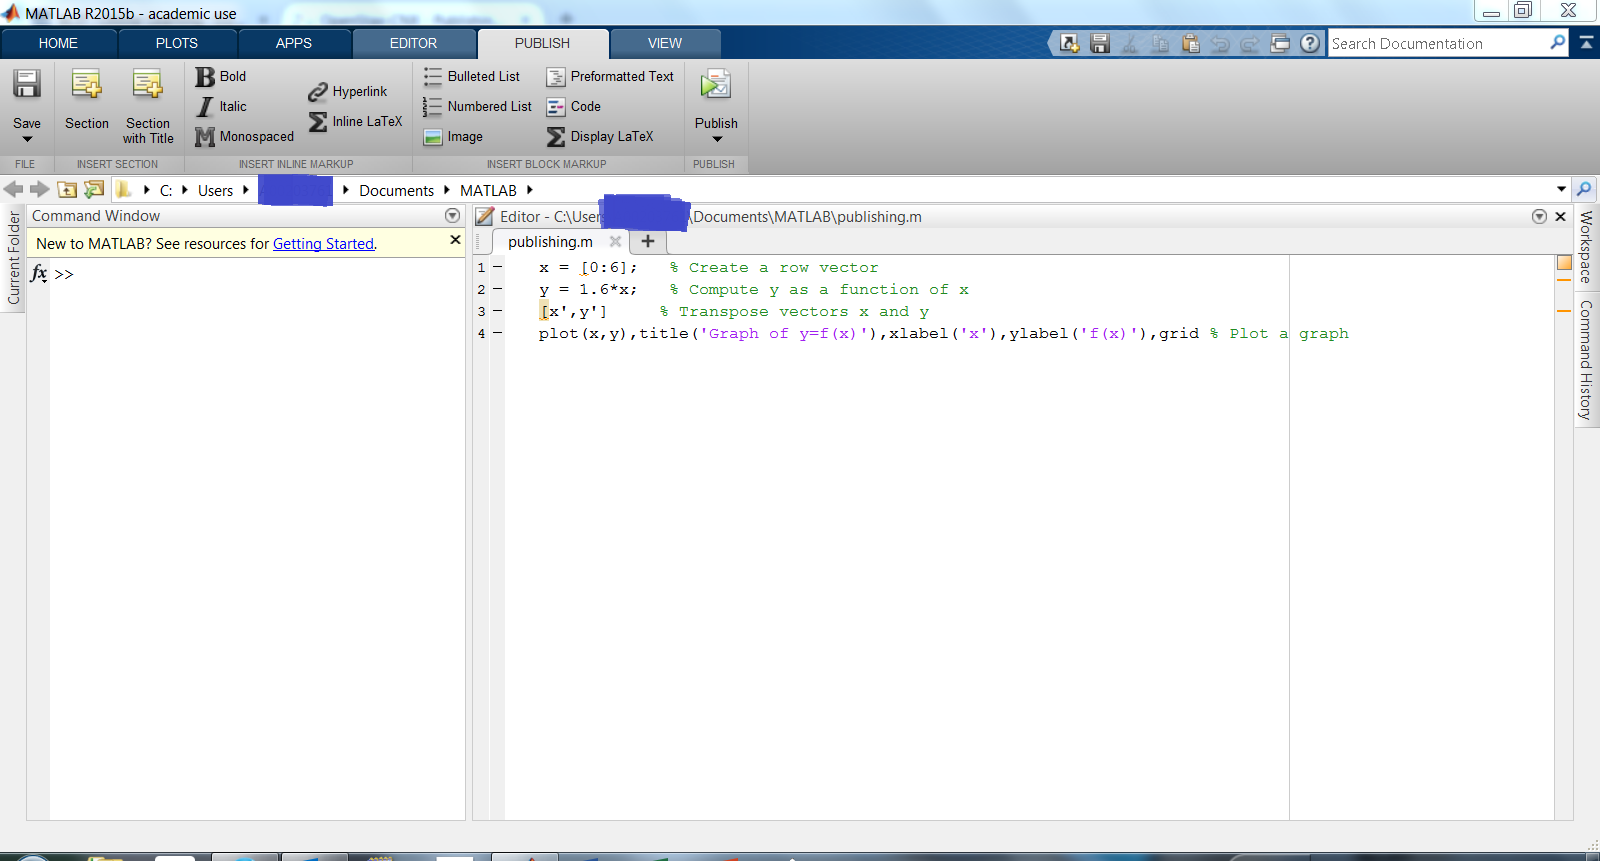 MATLAB R2015b - academic use
HOME PLOTS APPS EDITOR PUBLISH VIEW
Search Documentation
Save
Section
Section with Title
Bold
Italic
Monospaced
Hyperlink
Inline LaTeX
Bulleted List
Numbered List
Image
Preformatted Text
Code
Display LaTeX
Publish
FILE INSERT SECTION INSERT INLINE MARKUP INSERT BLOCK MARKUP PUBLISH
C: Users Documents MATLAB
Current Folder
Command Window
New to MATLAB? See resources for Getting Started.
fx >>
Editor - C:\User \Documents\MATLAB\publishing.m
publishing.m
1 x = [0:6]; % Create a row vector
2 y = 1.6*x; % Compute y as a function of x
3 [x',y'] % Transpose vectors x and y
4 plot(x,y),title('Graph of y=f(x)'),xlabel('x'),ylabel('f(x)'),grid % Plot a graph
Workspace
Command History